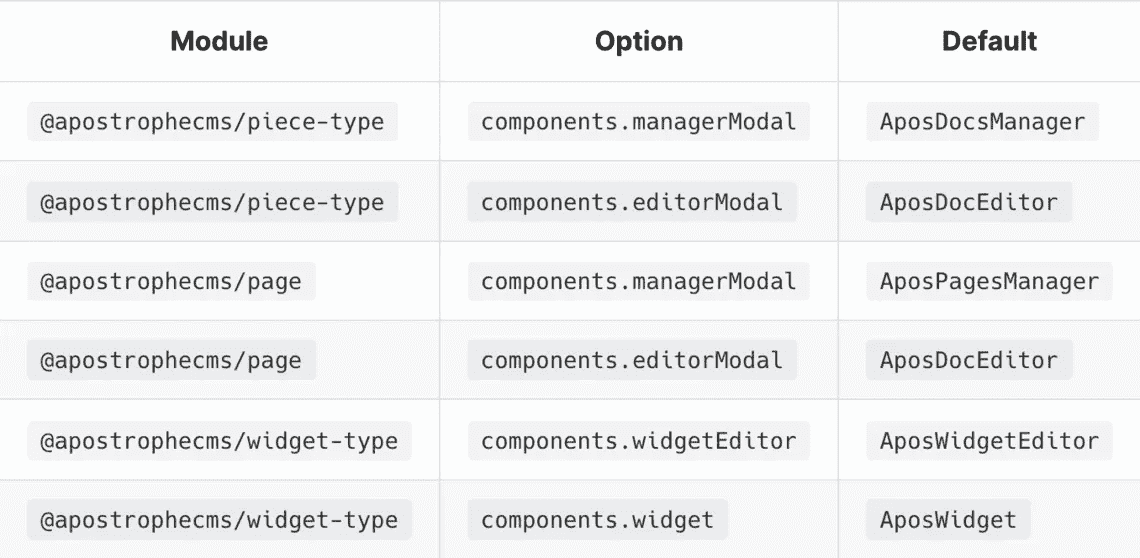 Module Option Default
@apostrophecms/piece-type components.managerModal AposDocsManager
@apostrophecms/piece-type components.editorModal AposDocEditor
@apostrophecms/page components.managerModal AposPagesManager
@apostrophecms/page components.editorModal AposDocEditor
@apostrophecms/widget-type components.widgetEditor AposWidgetEditor
@apostrophecms/widget-type components.widget AposWidget